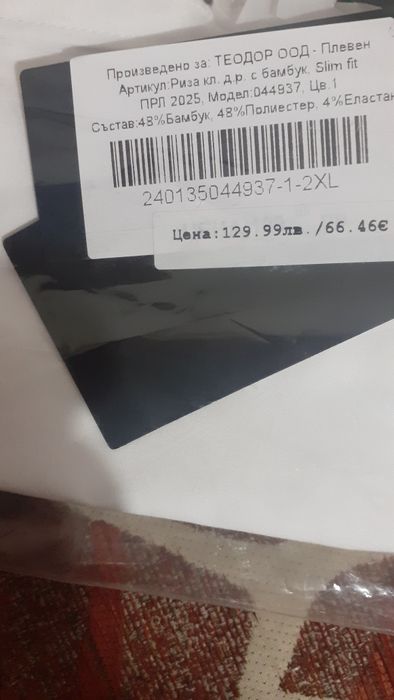 Произведено за: ТЕОДОР ООД - Плевен
Артикул:Риза кл. д.р. с бамбук, Slim fit
ПРЛ 2025, Модел:044937, Цв.1
Състав:48%Бамбук, 48%Полиестер, 4%Еластан
240135044937-1-2XL
Цена:129.99лв./66.46€